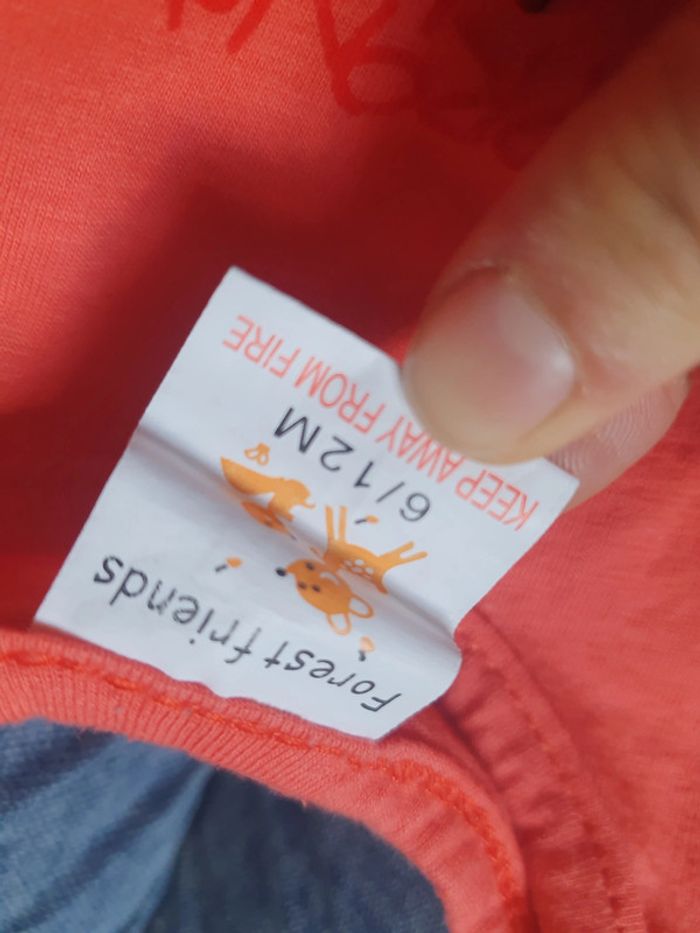 Forest friends
6/12M
KEEP AWAY FROM FIRE